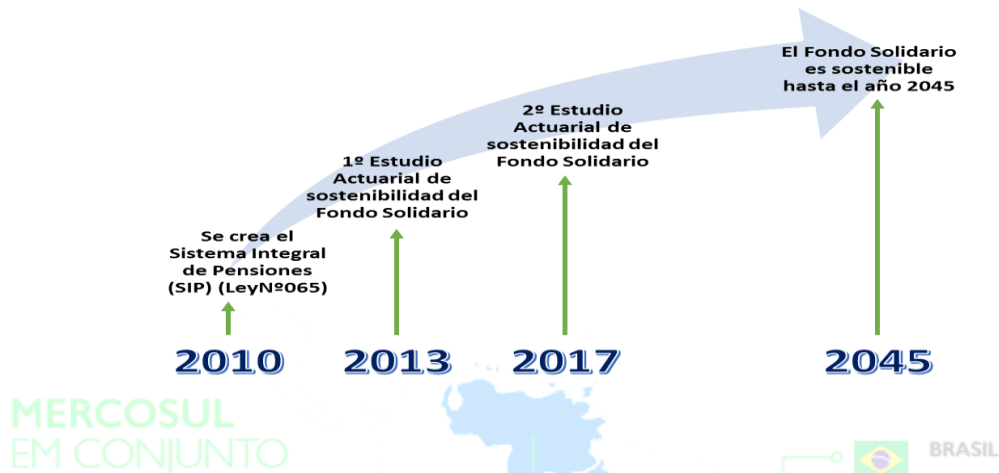 El Fondo Solidario
es sostenible
hasta el año 2045
2º Estudio
Actuarial de
sostenibilidad del
Fondo Solidario
1º Estudio
Actuarial de
sostenibilidad del
Fondo Solidario
Se crea el
Sistema Integral
de Pensiones
(SIP) (LeyNº065)
2010
2013
2017
2045
MERCOSUL
EM CONJUNTO
BRASIL